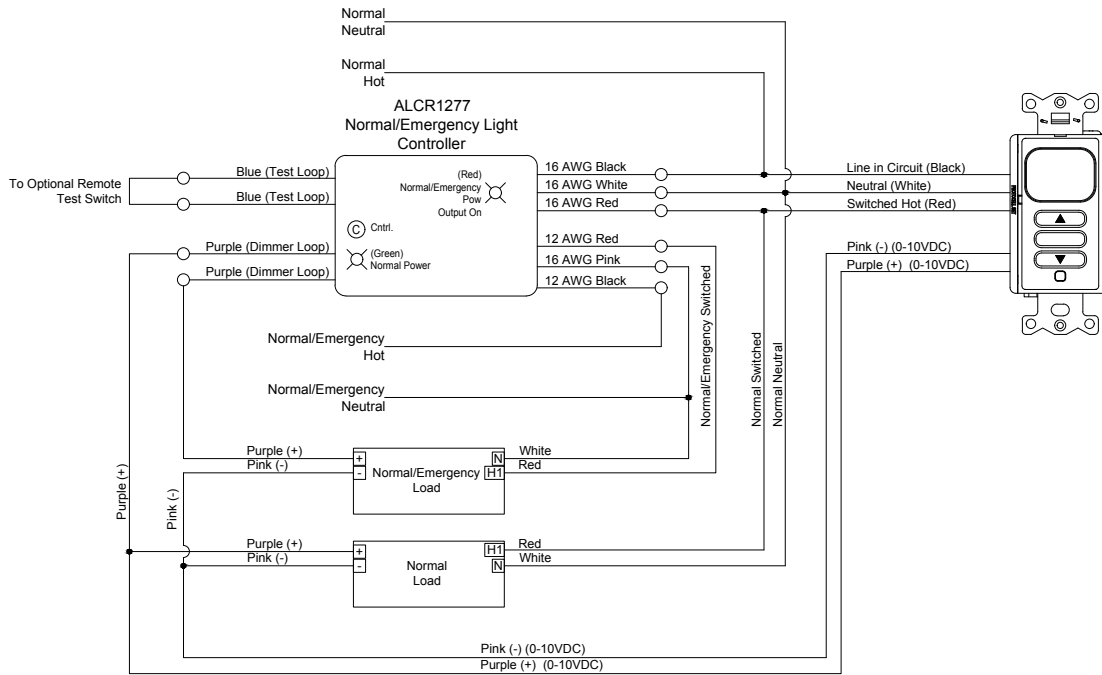 Normal
Neutral
Normal
Hot
ALCR1277
Normal/Emergency Light
Controller
To Optional Remote
Test Switch
Blue (Test Loop)
Blue (Test Loop)
Purple (Dimmer Loop)
Purple (Dimmer Loop)
(Red)
Normal/Emergency
Pow
Output On
C Cntrl.
(Green)
Normal Power
16 AWG Black
16 AWG White
16 AWG Red
12 AWG Red
16 AWG Pink
12 AWG Black
Line in Circuit (Black)
Neutral (White)
Switched Hot (Red)
Pink (-) (0-10VDC)
Purple (+) (0-10VDC)
Normal/Emergency
Hot
Normal/Emergency
Neutral
Normal/Emergency Switched
Normal Switched
Normal Neutral
Purple (+)
Pink (-)
Purple (+)
Pink (-)
+
-
Normal/Emergency
Load
N
H1
White
Red
Purple (+)
Pink (-)
+
-
Normal
Load
H1
N
Red
White
Pink (-) (0-10VDC)
Purple (+) (0-10VDC)